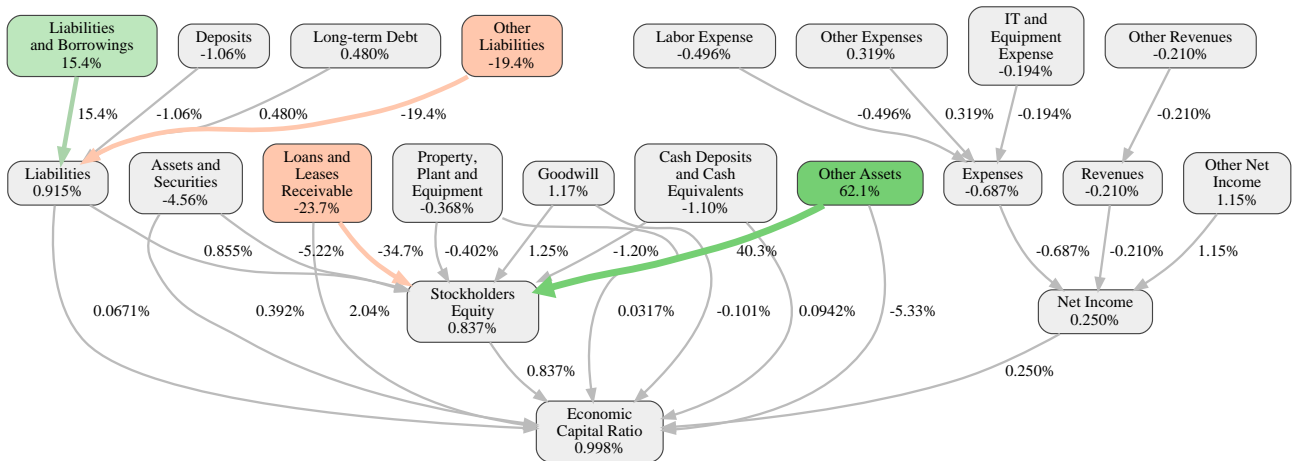 Liabilities
and Borrowings
15.4%
Deposits
-1.06%
Long-term Debt
0.480%
Other
Liabilities
-19.4%
Labor Expense
-0.496%
Other Expenses
0.319%
IT and
Equipment
Expense
-0.194%
Other Revenues
-0.210%
15.4%
-1.06%
0.480%
-19.4%
-0.496%
0.319%
-0.194%
-0.210%
Liabilities
0.915%
Assets and
Securities
-4.56%
Loans and
Leases
Receivable
-23.7%
Property,
Plant and
Equipment
-0.368%
Goodwill
1.17%
Cash Deposits
and Cash
Equivalents
-1.10%
Other Assets
62.1%
Expenses
-0.687%
Revenues
-0.210%
Other Net
Income
1.15%
0.855%
-5.22%
-34.7%
-0.402%
1.25%
-1.20%
40.3%
-0.687%
-0.210%
1.15%
Stockholders
Equity
0.837%
Net Income
0.250%
0.0671%
0.392%
2.04%
0.0317%
-0.101%
0.0942%
-5.33%
0.837%
0.250%
Economic
Capital Ratio
0.998%